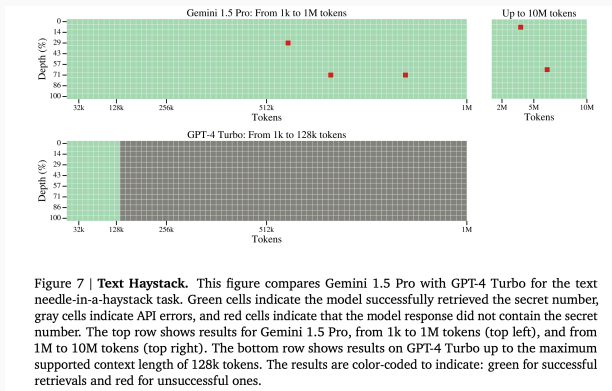 Gemini 1.5 Pro: From 1k to 1M tokens
Up to 10M tokens
Depth (%)
0
14
29
43
57
71
86
100
32k 128k 256k 512k 1M
Tokens
2M 5M 10M
Tokens
GPT-4 Turbo: From 1k to 128k tokens
Depth (%)
0
14
29
43
57
71
86
100
32k 128k 256k 512k 1M
Tokens
Figure 7 | Text Haystack. This figure compares Gemini 1.5 Pro with GPT-4 Turbo for the text
needle-in-a-haystack task. Green cells indicate the model successfully retrieved the secret number,
gray cells indicate API errors, and red cells indicate that the model response did not contain the secret
number. The top row shows results for Gemini 1.5 Pro, from 1k to 1M tokens (top left), and from
1M to 10M tokens (top right). The bottom row shows results on GPT-4 Turbo up to the maximum
supported context length of 128k tokens. The results are color-coded to indicate: green for successful
retrievals and red for unsuccessful ones.